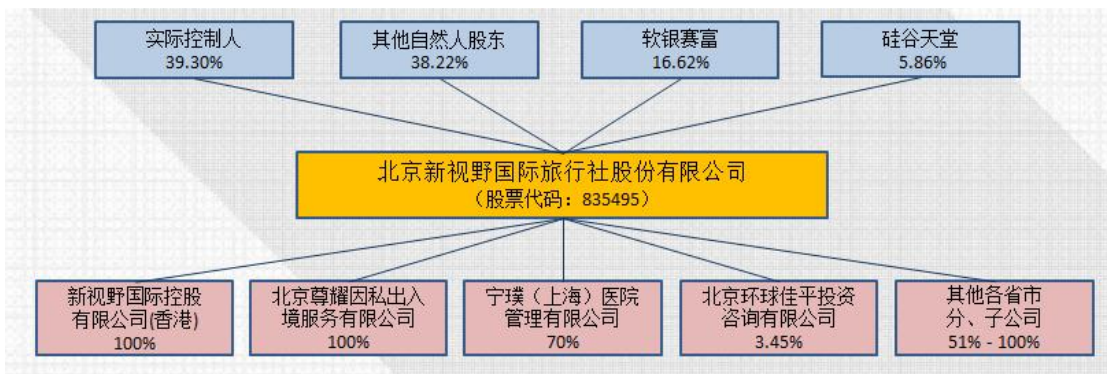 实际控制人
39.30%
其他自然人股东
38.22%
软银赛富
16.62%
硅谷天堂
5.86%
北京新视野国际旅行社股份有限公司
（股票代码：835495）
新视野国际控股
有限公司(香港)
100%
北京尊耀因私出入
境服务有限公司
100%
宁璞（上海）医院
管理有限公司
70%
北京环球佳平投资
咨询有限公司
3.45%
其他各省市
分、子公司
51% - 100%